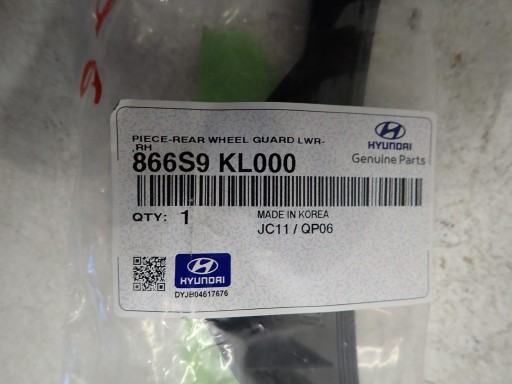 PIECE-REAR WHEEL GUARD LWR-
,RH
866S9 KL000
HYUNDAI
Genuine Parts
QTY: 1
MADE IN KOREA
JC11 / QP06
HYUNDAI
DYJB04617676